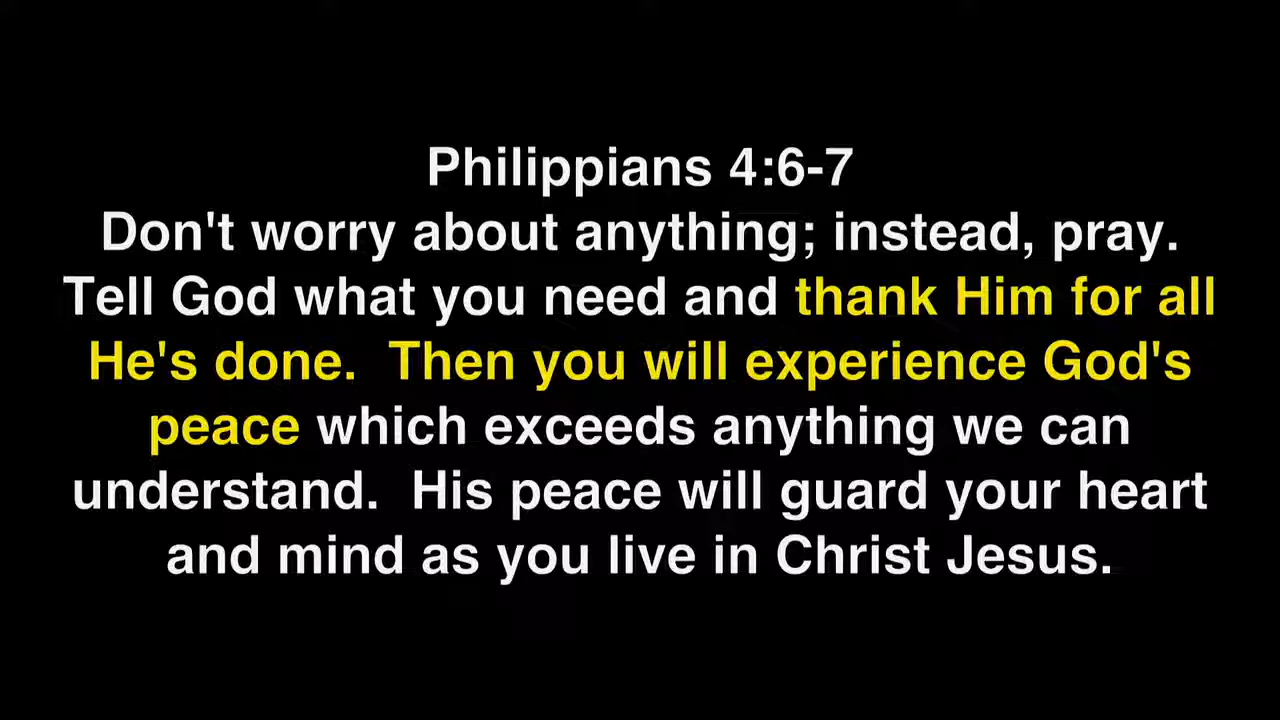 Philippians 4:6-7
Don't worry about anything; instead, pray.
Tell God what you need and thank Him for all
He's done.  Then you will experience God's
peace which exceeds anything we can
understand.  His peace will guard your heart
and mind as you live in Christ Jesus.